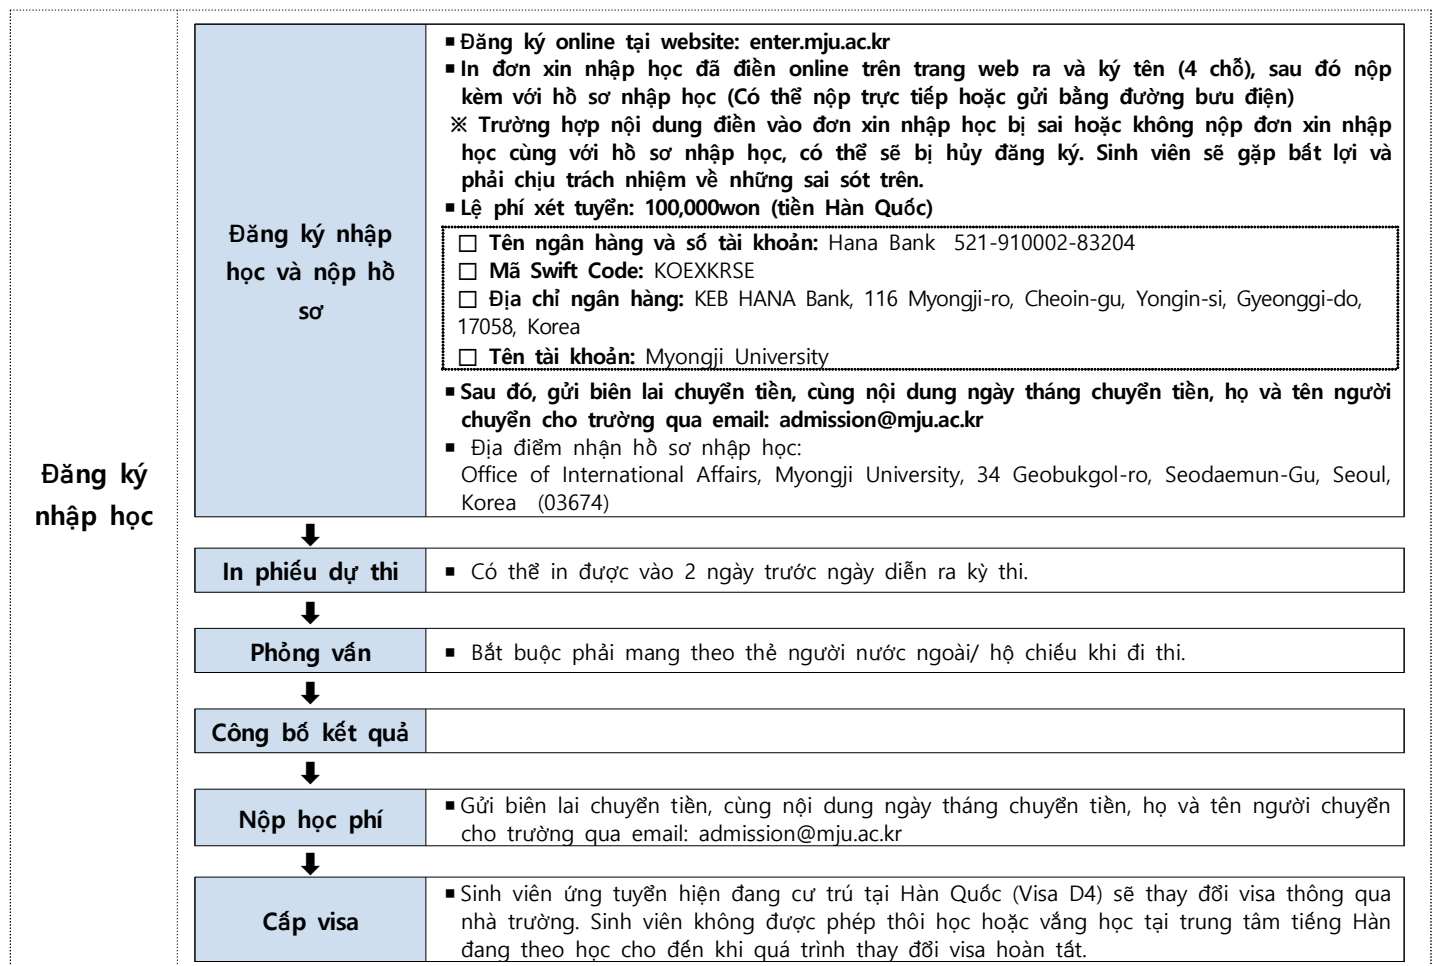 Đăng ký
nhập học
Đăng ký nhập
học và nộp hồ
sơ
▪ Đăng ký online tại website: enter.mju.ac.kr
▪ In đơn xin nhập học đã điền online trên trang web ra và ký tên (4 chỗ), sau đó nộp
kèm với hồ sơ nhập học (Có thể nộp trực tiếp hoặc gửi bằng đường bưu điện)
※ Trường hợp nội dung điền vào đơn xin nhập học bị sai hoặc không nộp đơn xin nhập
học cùng với hồ sơ nhập học, có thể sẽ bị hủy đăng ký. Sinh viên sẽ gặp bất lợi và
phải chịu trách nhiệm về những sai sót trên.
▪ Lệ phí xét tuyển: 100,000won (tiền Hàn Quốc)
□ Tên ngân hàng và số tài khoản: Hana Bank 521-910002-83204
□ Mã Swift Code: KOEXKRSE
□ Địa chỉ ngân hàng: KEB HANA Bank, 116 Myongji-ro, Cheoin-gu, Yongin-si, Gyeonggi-do,
17058, Korea
□ Tên tài khoản: Myongji University
▪ Sau đó, gửi biên lai chuyển tiền, cùng nội dung ngày tháng chuyển tiền, họ và tên người
chuyển cho trường qua email: admission@mju.ac.kr
▪ Địa điểm nhận hồ sơ nhập học:
Office of International Affairs, Myongji University, 34 Geobukgol-ro, Seodaemun-Gu, Seoul,
Korea (03674)
In phiếu dự thi
▪ Có thể in được vào 2 ngày trước ngày diễn ra kỳ thi.
Phỏng vấn
▪ Bắt buộc phải mang theo thẻ người nước ngoài/ hộ chiếu khi đi thi.
Công bố kết quả
Nộp học phí
▪ Gửi biên lai chuyển tiền, cùng nội dung ngày tháng chuyển tiền, họ và tên người chuyển
cho trường qua email: admission@mju.ac.kr
Cấp visa
▪ Sinh viên ứng tuyển hiện đang cư trú tại Hàn Quốc (Visa D4) sẽ thay đổi visa thông qua
nhà trường. Sinh viên không được phép thôi học hoặc vắng học tại trung tâm tiếng Hàn
đang theo học cho đến khi quá trình thay đổi visa hoàn tất.